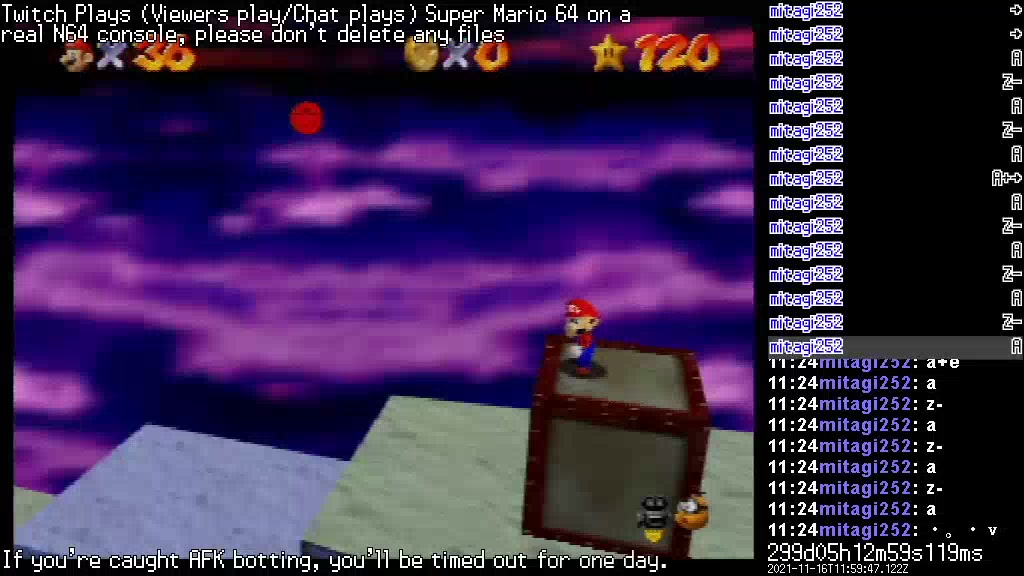 Twitch Plays (Viewers play/Chat plays) Super Mario 64 on a
real N64 console, please don't delete any files
×36
×0
120
mitagi252 →
mitagi252 →
mitagi252 A
mitagi252 Z-
mitagi252 A
mitagi252 Z-
mitagi252 A
mitagi252 A++→
mitagi252 A
mitagi252 Z-
mitagi252 A
mitagi252 Z-
mitagi252 A
mitagi252 Z-
mitagi252 A
11:24mitagi252: a+e
11:24mitagi252: a
11:24mitagi252: z-
11:24mitagi252: a
11:24mitagi252: z-
11:24mitagi252: a
11:24mitagi252: z-
11:24mitagi252: a
11:24mitagi252: ・。・v
299d05h12m59s119ms
2021-11-16T11:59:47.122Z
If you're caught AFK botting, you'll be timed out for one day.